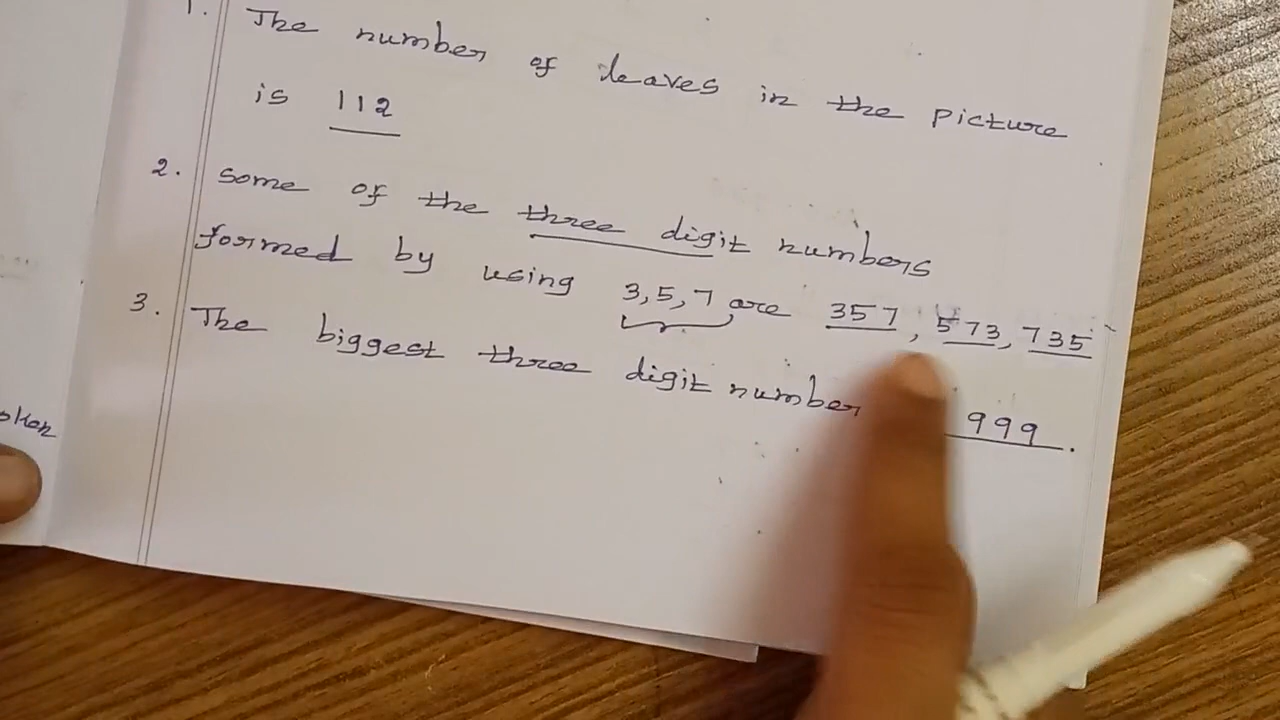 1. The number of leaves in the picture
is 112
2. some of the three digit numbers
formed by using 3, 5, 7 are 357, 573, 735
3. The biggest three digit number 999.